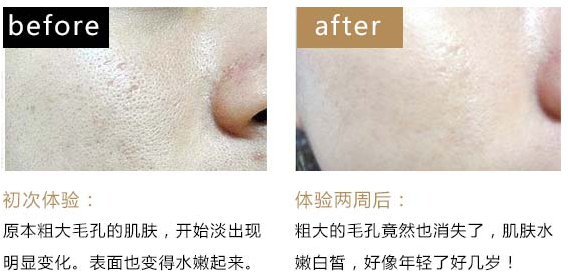 before
after
初次体验：
原本粗大毛孔的肌肤，开始淡出现
明显变化。表面也变得水嫩起来。
体验两周后：
粗大的毛孔竟然也消失了，肌肤水
嫩白皙，好像年轻了好几岁！